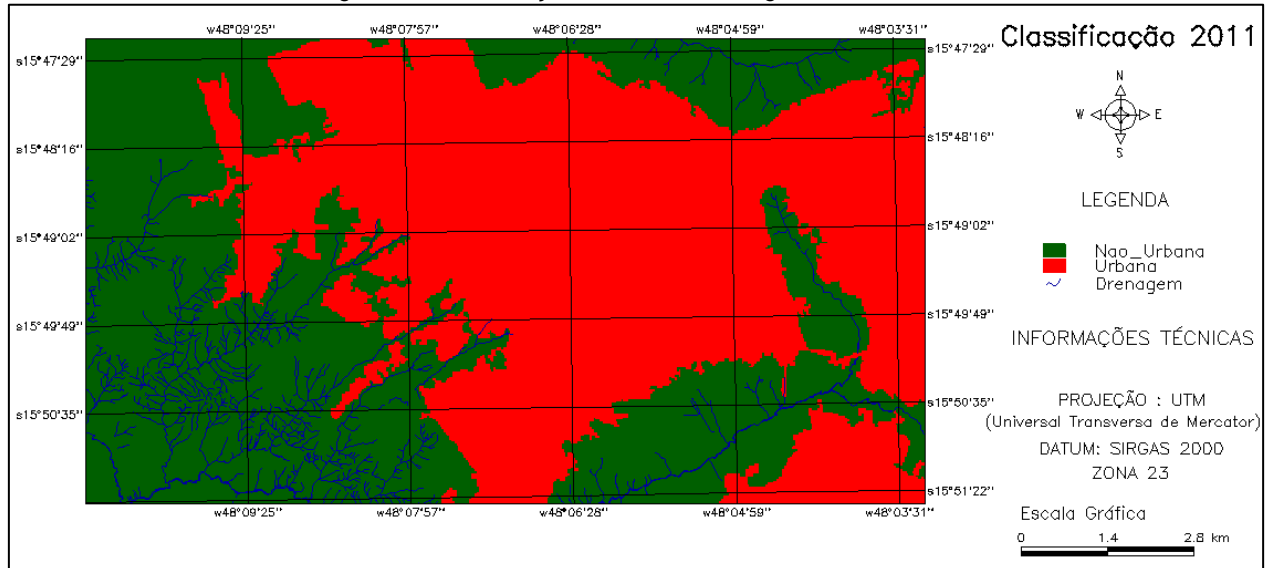 w48°09'25" w48°07'57" w48°06'28" w48°04'59" w48°03'31"
Classificação 2011
s15°47'29" s15°47'29"
N
W E
S
s15°48'16" s15°48'16"
LEGENDA
s15°49'02" s15°49'02"
Nao_Urbana
Urbana
Drenagem
s15°49'49" s15°49'49"
INFORMAÇÕES TÉCNICAS
s15°50'35" s15°50'35"
PROJEÇÃO : UTM
(Universal Transversa de Mercator)
DATUM: SIRGAS 2000
ZONA 23
s15°51'22"
w48°09'25" w48°07'57" w48°06'28" w48°04'59" w48°03'31"
Escala Gráfica
0 1.4 2.8 km